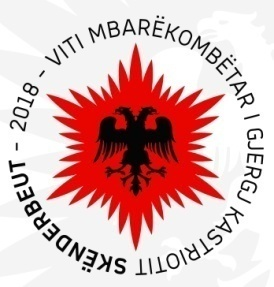 2018 - VITI MBARËKOMBËTAR I GJERGJ KASTRIOTIT SKËNDERBEUT -